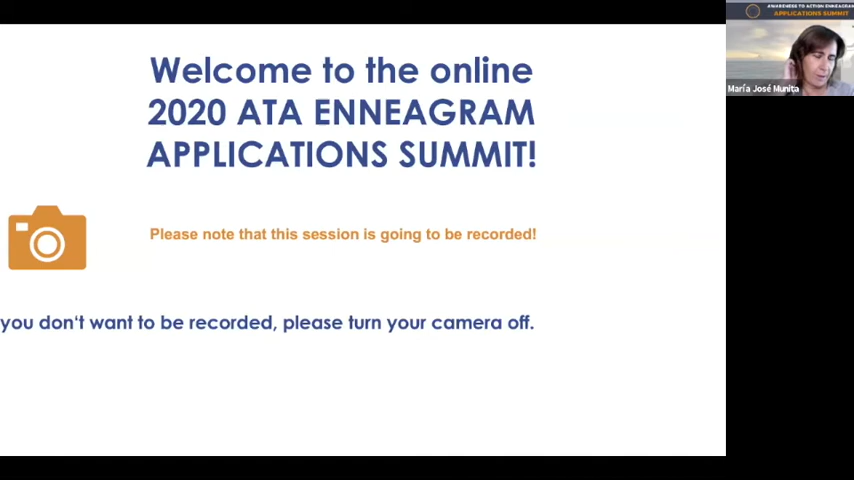 Welcome to the online
2020 ATA ENNEAGRAM
APPLICATIONS SUMMIT!
Please note that this session is going to be recorded!
you don't want to be recorded, please turn your camera off.
AWARENESS TO ACTION ENNEAGRAM
APPLICATIONS SUMMIT
María José Munita